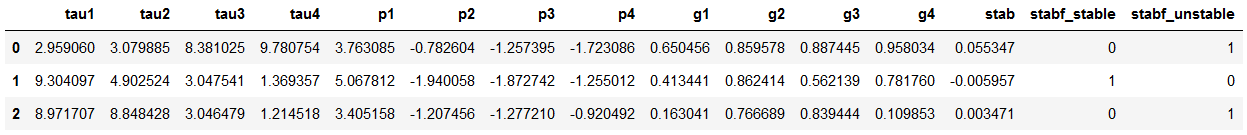 tau1 tau2 tau3 tau4 p1 p2 p3 p4 g1 g2 g3 g4 stab stabf_stable stabf_unstable
0 2.959060 3.079885 8.381025 9.780754 3.763085 -0.782604 -1.257395 -1.723086 0.650456 0.859578 0.887445 0.958034 0.055347 0 1
1 9.304097 4.902524 3.047541 1.369357 5.067812 -1.940058 -1.872742 -1.255012 0.413441 0.862414 0.562139 0.781760 -0.005957 1 0
2 8.971707 8.848428 3.046479 1.214518 3.405158 -1.207456 -1.277210 -0.920492 0.163041 0.766689 0.839444 0.109853 0.003471 0 1